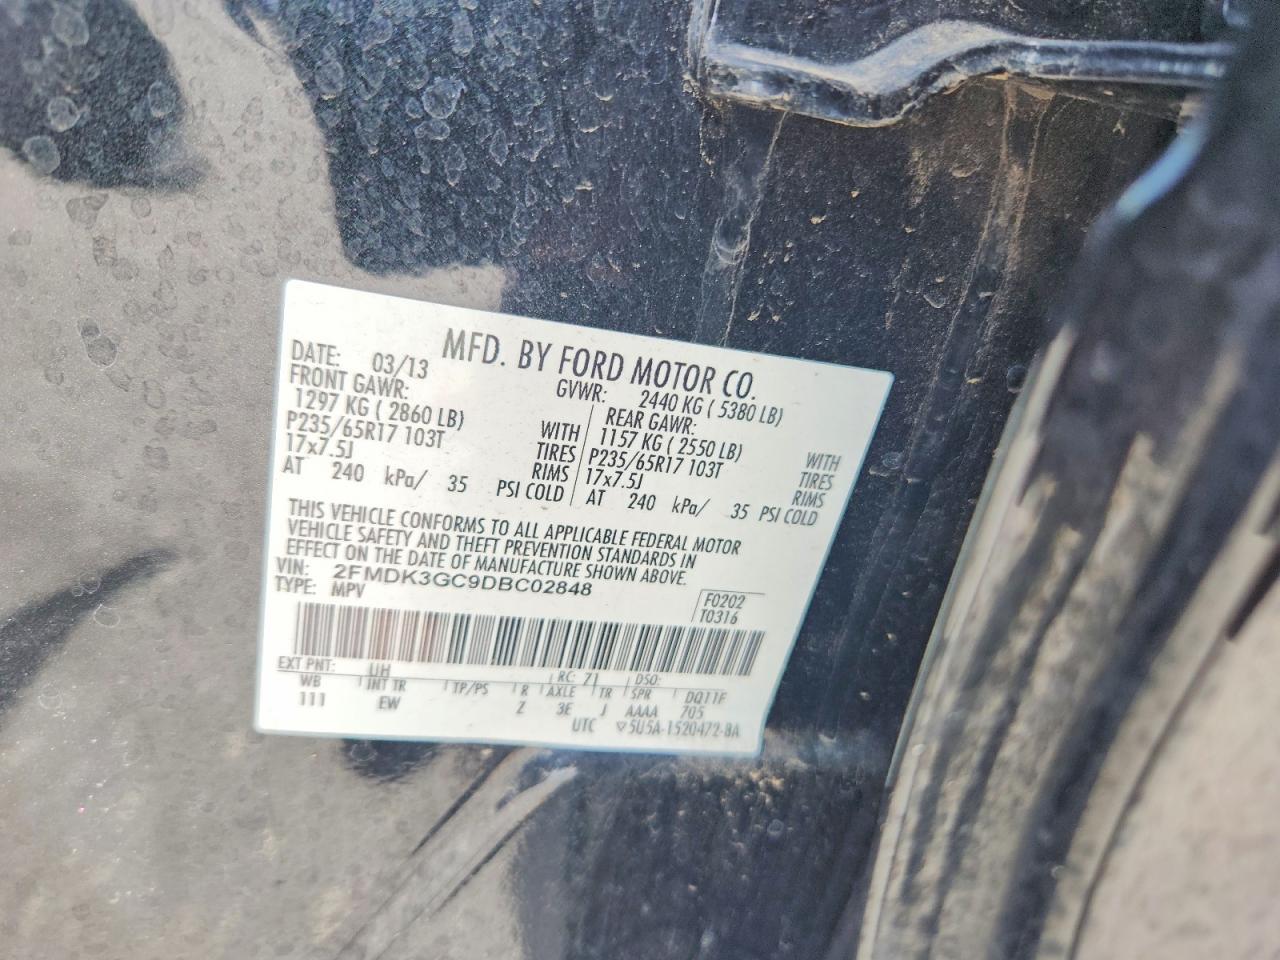 MFD. BY FORD MOTOR CO.
DATE: 03/13 GVWR: 2440 KG ( 5380 LB)
FRONT GAWR: REAR GAWR:
1297 KG ( 2860 LB) WITH 1157 KG ( 2550 LB) WITH
P235/65R17 103T TIRES P235/65R17 103T TIRES
17x7.5J RIMS 17x7.5J RIMS
AT 240 kPa/ 35 PSI COLD AT 240 kPa/ 35 PSI COLD
THIS VEHICLE CONFORMS TO ALL APPLICABLE FEDERAL MOTOR
VEHICLE SAFETY AND THEFT PREVENTION STANDARDS IN
EFFECT ON THE DATE OF MANUFACTURE SHOWN ABOVE.
VIN: 2FMDK3GC9DBC02848
TYPE: MPV
F0202
T0316
EXT PNT: UH RC: 71 DSO:
WB INT TR TP/PS R AXLE TR SPR DQ11F
111 EW Z 3E J AAAA 705
UTC ▽5U5A-1520472-BA